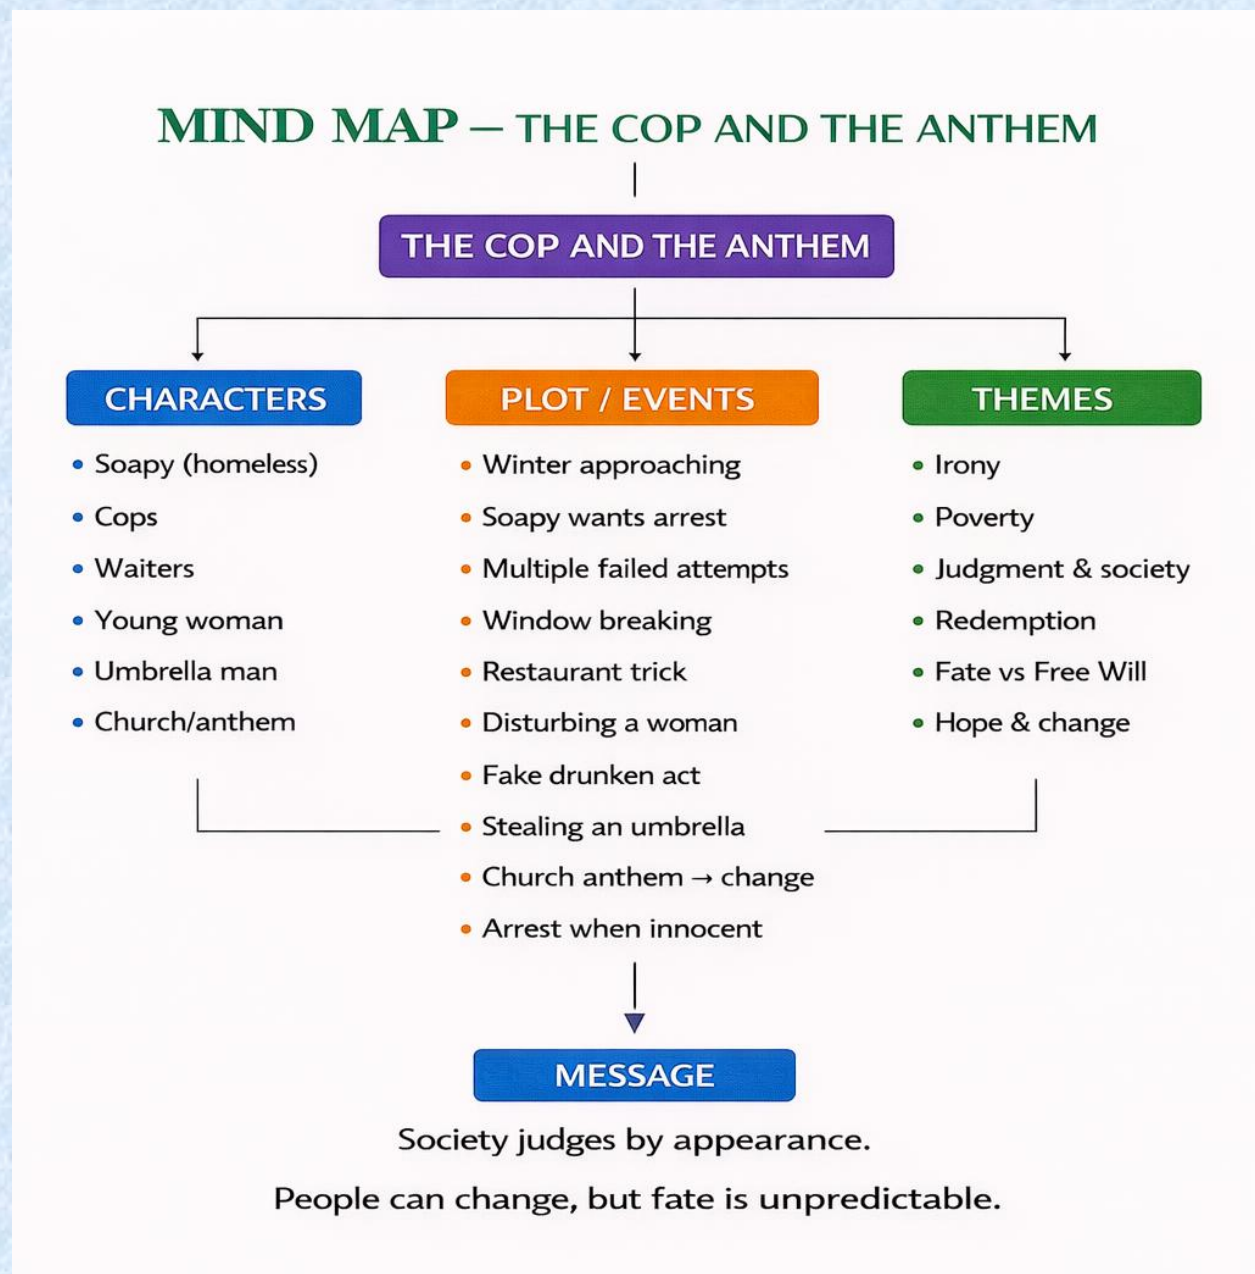 MIND MAP – THE COP AND THE ANTHEM
THE COP AND THE ANTHEM
CHARACTERS
• Soapy (homeless)
• Cops
• Waiters
• Young woman
• Umbrella man
• Church/anthem
PLOT / EVENTS
• Winter approaching
• Soapy wants arrest
• Multiple failed attempts
• Window breaking
• Restaurant trick
• Disturbing a woman
• Fake drunken act
• Stealing an umbrella
• Church anthem → change
• Arrest when innocent
THEMES
• Irony
• Poverty
• Judgment & society
• Redemption
• Fate vs Free Will
• Hope & change
MESSAGE
Society judges by appearance.
People can change, but fate is unpredictable.